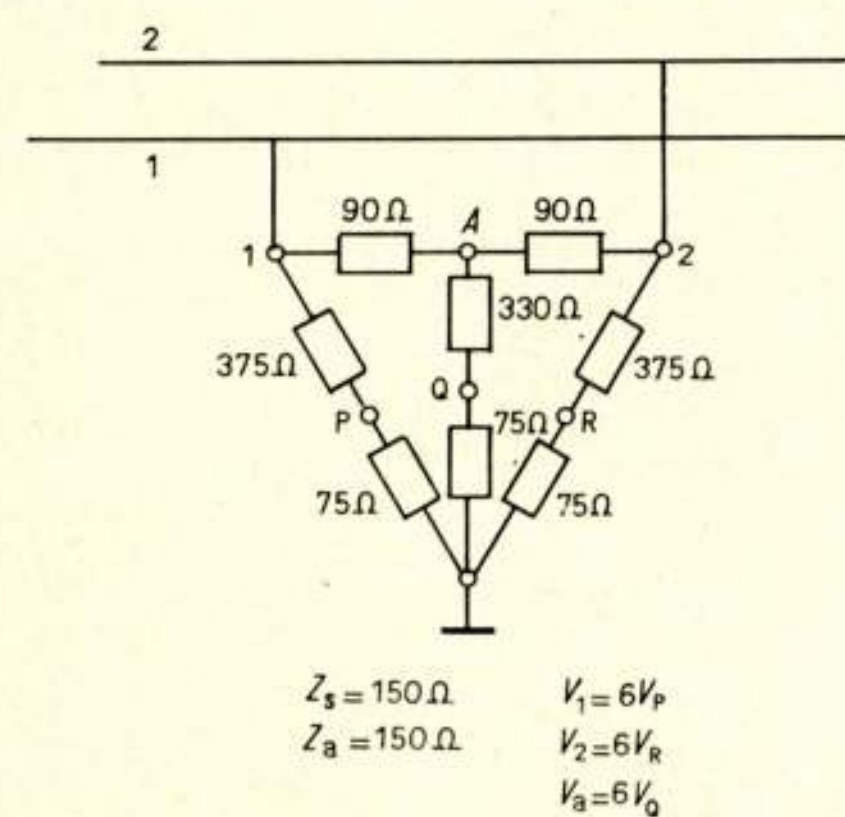 2
1
90Ω A 90Ω
1 2
330Ω
375Ω 375Ω
Q
P 75Ω R
75Ω 75Ω
Zs = 150Ω V1 = 6VP
Za = 150Ω V2 = 6VR
Va = 6VQ